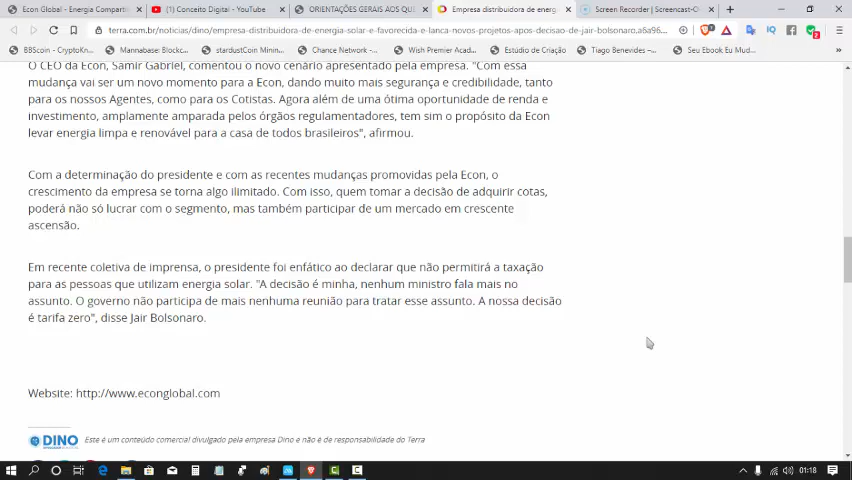 Econ Global - Energia Comparti
(1) Conceito Digital - YouTube
ORIENTAÇÕES GERAIS AOS QU
Empresa distribuidora de energ
Screen Recorder | Screencast-O
terra.com.br/noticias/dino/empresa-distribuidora-de-energia-solar-e-favorecida-e-lanca-novos-projetos-apos-decisao-de-jair-bolsonaro,a6a96...
BBScoin - CryptoKn...
Mannabase: Blockc...
stardustCoin Mining...
Chance Network -...
Wish Premier Acade...
Estúdio de Criação
Tiago Benevides –...
Seu Ebook Eu Mud...
O CEO da Econ, Samir Gabriel, comentou o novo cenário apresentado pela empresa. "Com essa
mudança vai ser um novo momento para a Econ, dando muito mais segurança e credibilidade, tanto
para os nossos Agentes, como para os Cotistas. Agora além de uma ótima oportunidade de renda e
investimento, amplamente amparada pelos órgãos regulamentadores, tem sim o propósito da Econ
levar energia limpa e renovável para a casa de todos brasileiros", afirmou.
Com a determinação do presidente e com as recentes mudanças promovidas pela Econ, o
crescimento da empresa se torna algo ilimitado. Com isso, quem tomar a decisão de adquirir cotas,
poderá não só lucrar com o segmento, mas também participar de um mercado em crescente
ascensão.
Em recente coletiva de imprensa, o presidente foi enfático ao declarar que não permitirá a taxação
para as pessoas que utilizam energia solar. "A decisão é minha, nenhum ministro fala mais no
assunto. O governo não participa de mais nenhuma reunião para tratar esse assunto. A nossa decisão
é tarifa zero", disse Jair Bolsonaro.
Website: http://www.econglobal.com
DINO
Este é um conteúdo comercial divulgado pela empresa Dino e não é de responsabilidade do Terra
01:18